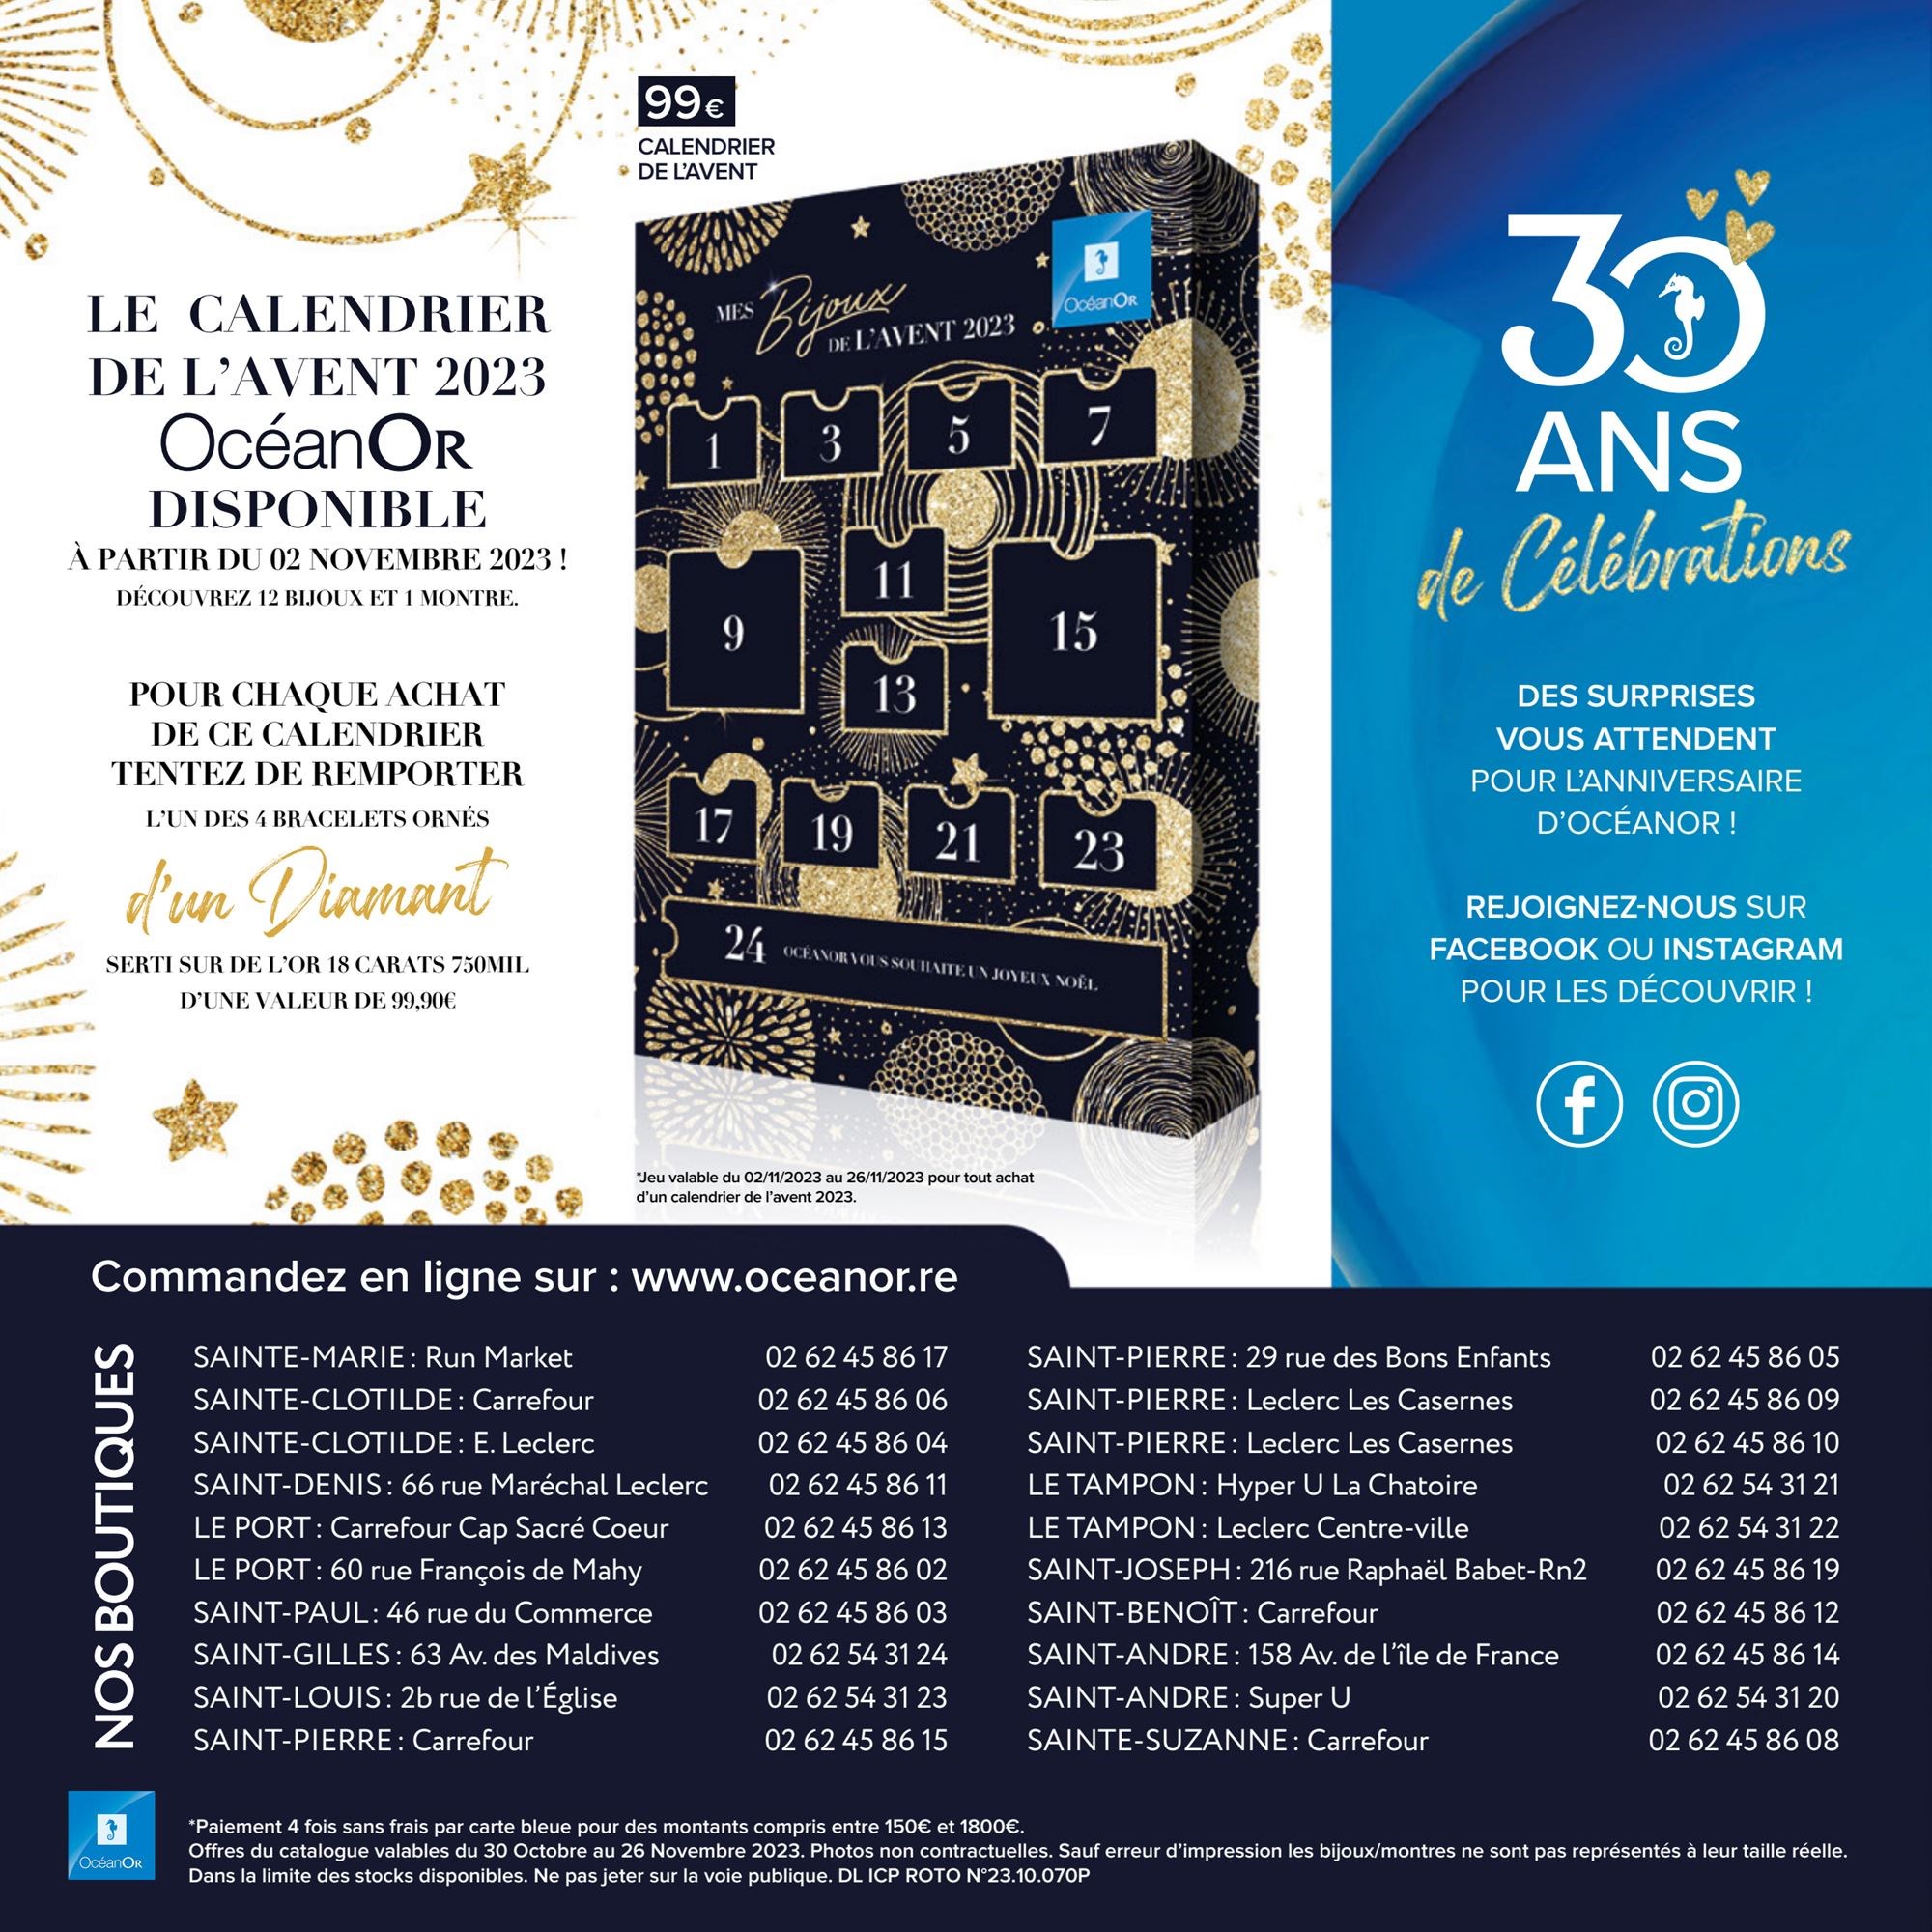 99€
CALENDRIER
DE L'AVENT
LE CALENDRIER
DE L'AVENT 2023
OcéanOr
DISPONIBLE
À PARTIR DU 02 NOVEMBRE 2023 !
DÉCOUVREZ 12 BIJOUX ET 1 MONTRE.
POUR CHAQUE ACHAT
DE CE CALENDRIER
TENTEZ DE REMPORTER
L'UN DES 4 BRACELETS ORNÉS
d'un Diamant
SERTI SUR DE L'OR 18 CARATS 750MIL
D'UNE VALEUR DE 99,90€
OcéanOr
MES Bijoux
DE L'AVENT 2023
1 3 5 7
9 11 15
13
17 19 21 23
24 OCÉANOR VOUS SOUHAITE UN JOYEUX NOËL
*Jeu valable du 02/11/2023 au 26/11/2023 pour tout achat
d'un calendrier de l'avent 2023.
30
ANS
de Célébrations
DES SURPRISES
VOUS ATTENDENT
POUR L'ANNIVERSAIRE
D'OCÉANOR !
REJOIGNEZ-NOUS SUR
FACEBOOK OU INSTAGRAM
POUR LES DÉCOUVRIR !
Commandez en ligne sur : www.oceanor.re
NOS BOUTIQUES
SAINTE-MARIE : Run Market 02 62 45 86 17
SAINTE-CLOTILDE : Carrefour 02 62 45 86 06
SAINTE-CLOTILDE : E. Leclerc 02 62 45 86 04
SAINT-DENIS : 66 rue Maréchal Leclerc 02 62 45 86 11
LE PORT : Carrefour Cap Sacré Coeur 02 62 45 86 13
LE PORT : 60 rue François de Mahy 02 62 45 86 02
SAINT-PAUL : 46 rue du Commerce 02 62 45 86 03
SAINT-GILLES : 63 Av. des Maldives 02 62 54 31 24
SAINT-LOUIS : 2b rue de l'Église 02 62 54 31 23
SAINT-PIERRE : Carrefour 02 62 45 86 15
SAINT-PIERRE : 29 rue des Bons Enfants 02 62 45 86 05
SAINT-PIERRE : Leclerc Les Casernes 02 62 45 86 09
SAINT-PIERRE : Leclerc Les Casernes 02 62 45 86 10
LE TAMPON : Hyper U La Chatoire 02 62 54 31 21
LE TAMPON : Leclerc Centre-ville 02 62 54 31 22
SAINT-JOSEPH : 216 rue Raphaël Babet-Rn2 02 62 45 86 19
SAINT-BENOÎT : Carrefour 02 62 45 86 12
SAINT-ANDRE : 158 Av. de l'île de France 02 62 45 86 14
SAINT-ANDRE : Super U 02 62 54 31 20
SAINTE-SUZANNE : Carrefour 02 62 45 86 08
OcéanOr
*Paiement 4 fois sans frais par carte bleue pour des montants compris entre 150€ et 1800€.
Offres du catalogue valables du 30 Octobre au 26 Novembre 2023. Photos non contractuelles. Sauf erreur d'impression les bijoux/montres ne sont pas représentés à leur taille réelle.
Dans la limite des stocks disponibles. Ne pas jeter sur la voie publique. DL ICP ROTO N°23.10.070P